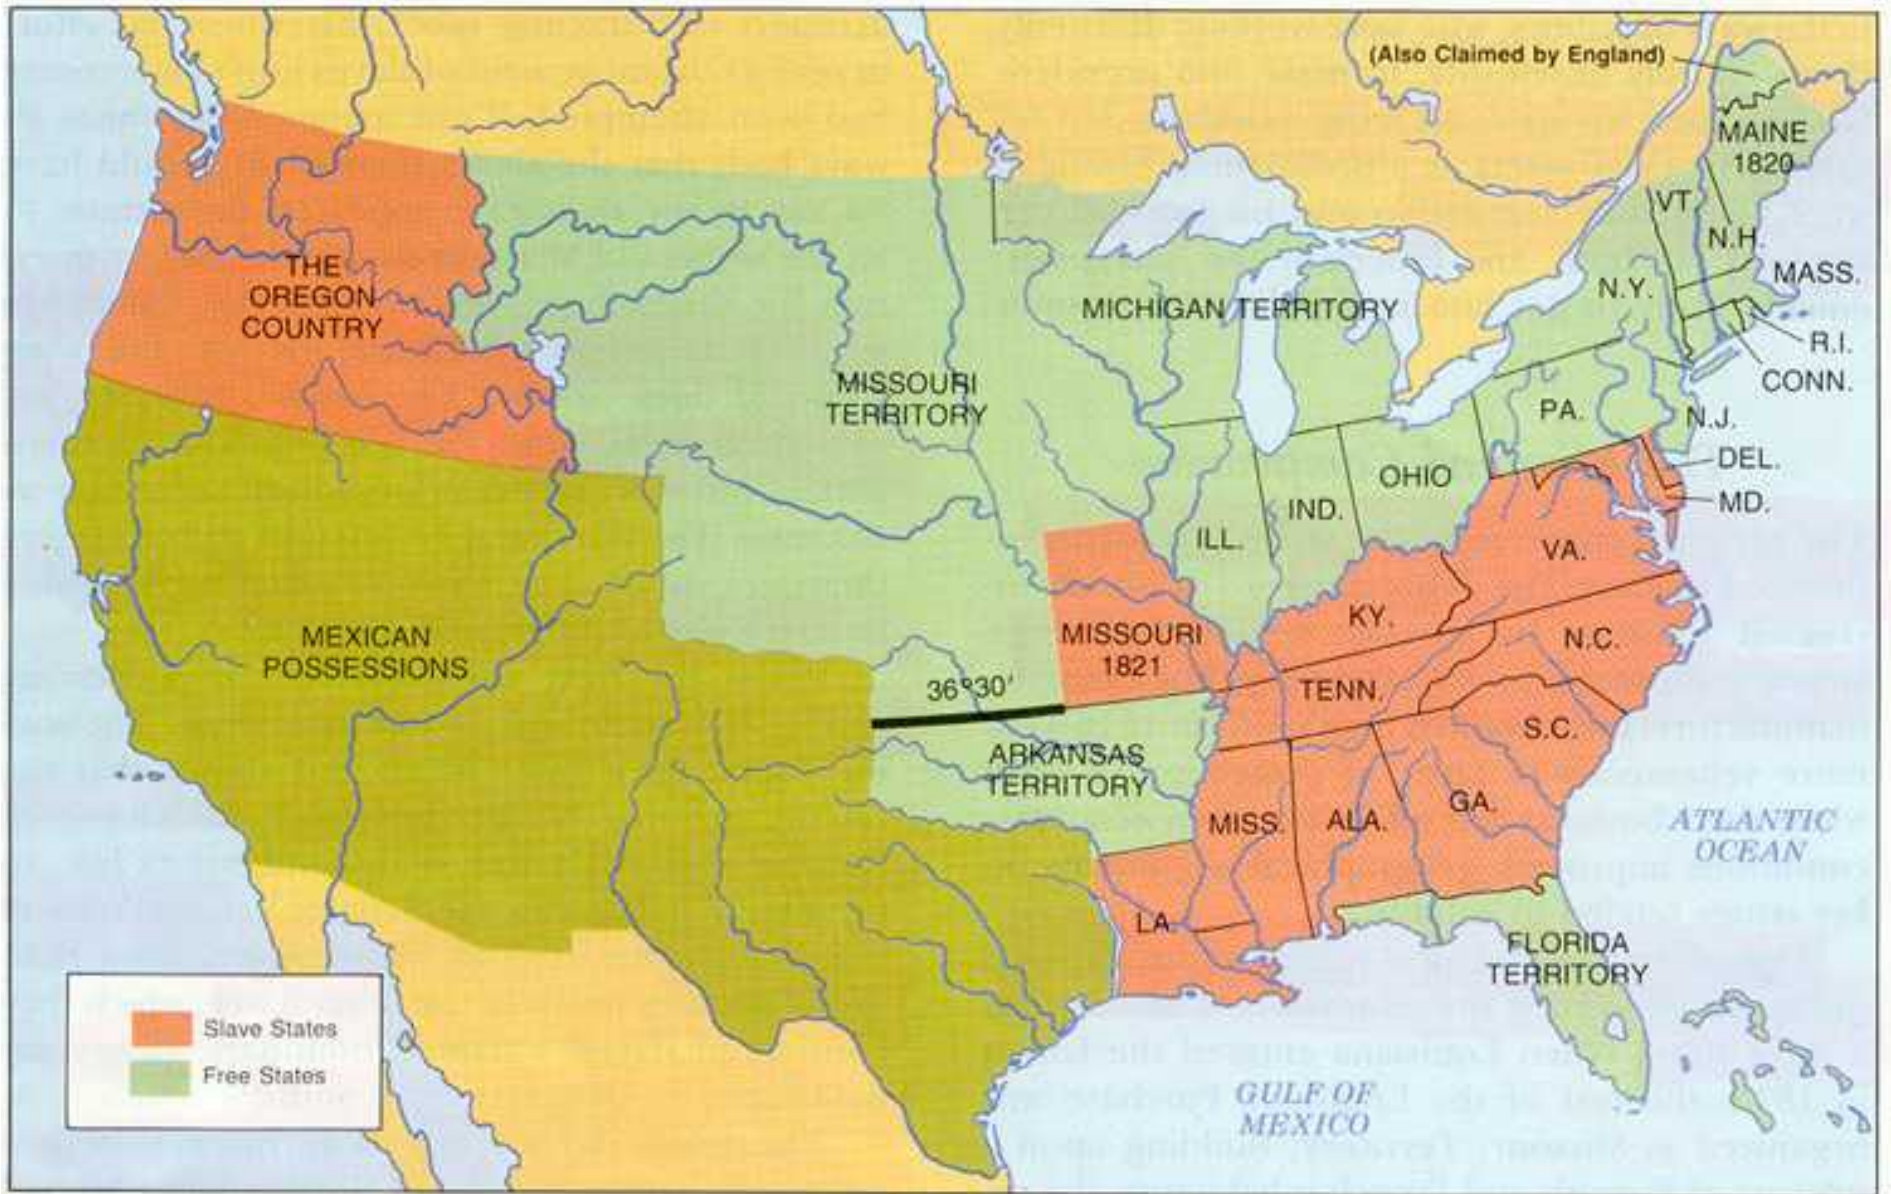 (Also Claimed by England)
MAINE
1820
VT.
N.H.
MASS.
THE
OREGON
COUNTRY
N.Y.
MICHIGAN TERRITORY
R.I.
CONN.
MISSOURI
TERRITORY
PA.
N.J.
DEL.
OHIO
MD.
IND.
ILL.
VA.
MEXICAN
POSSESSIONS
MISSOURI
1821
KY.
N.C.
36°30'
TENN.
S.C.
ARKANSAS
TERRITORY
MISS.
ALA.
GA.
ATLANTIC
OCEAN
LA.
FLORIDA
TERRITORY
Slave States
Free States
GULF OF
MEXICO